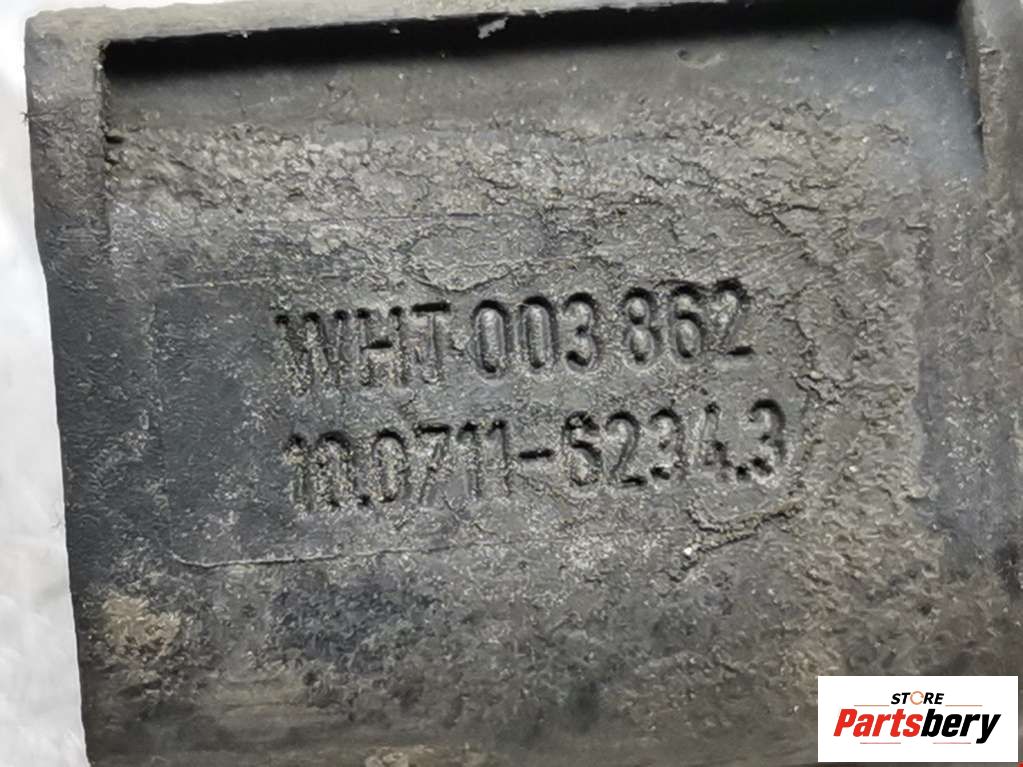 WHT 003 862
10.0711-6234.3
STORE
Partsbery